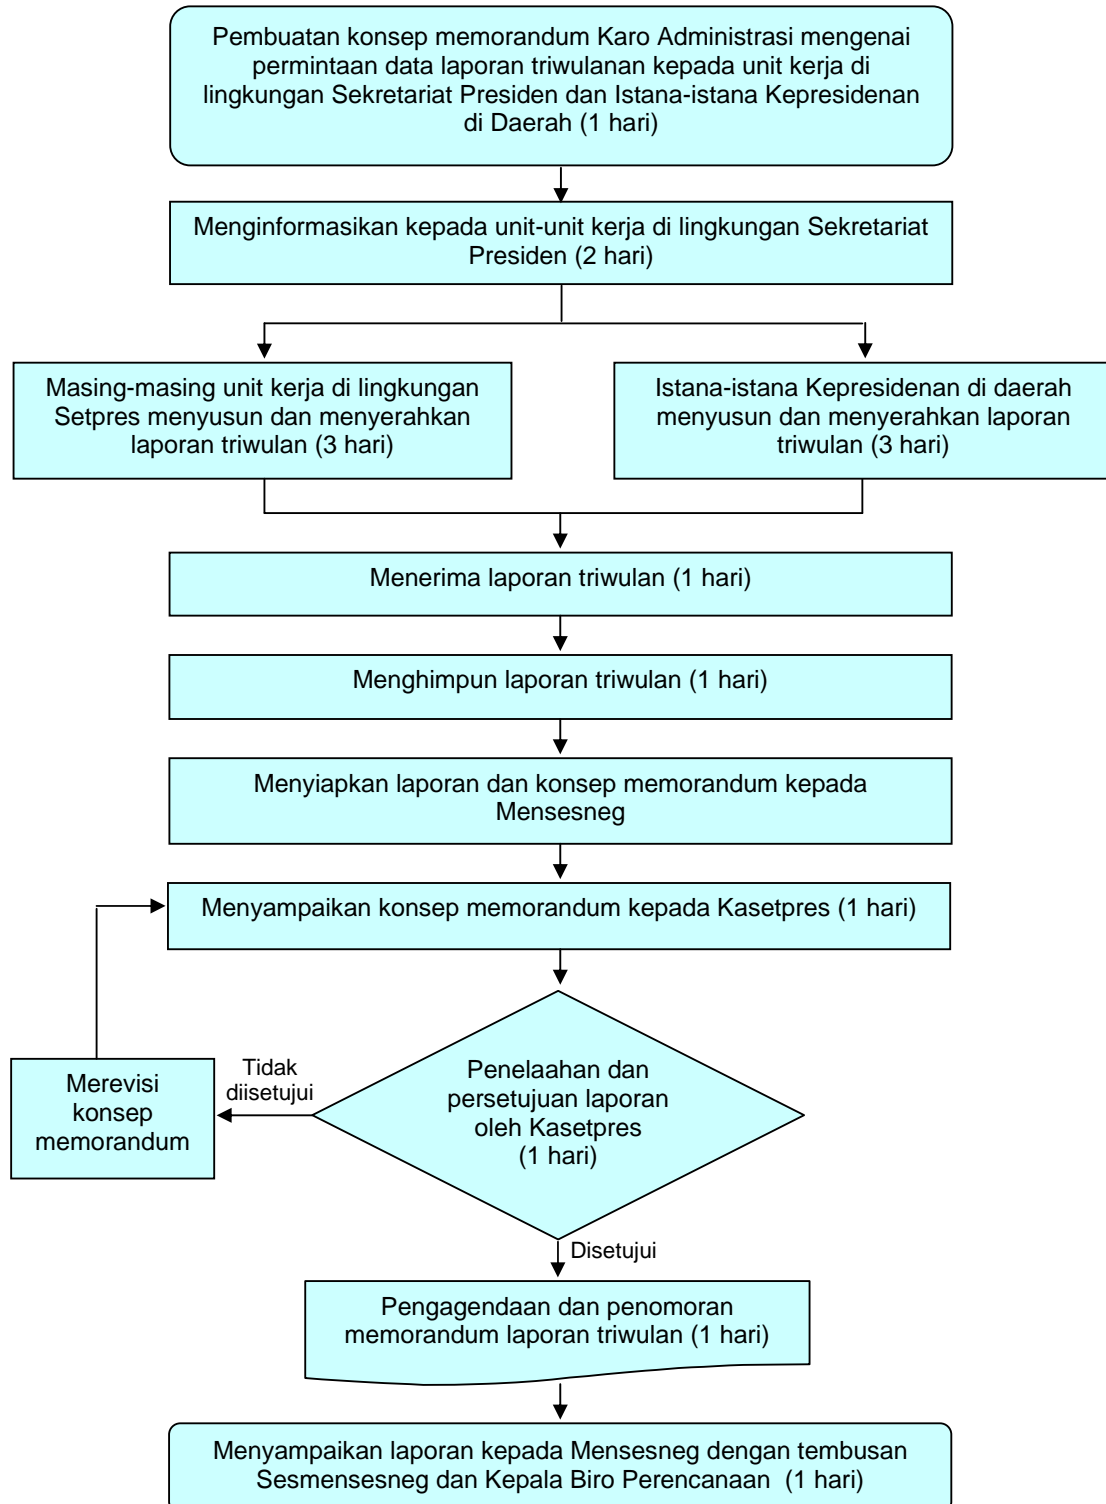 Pembuatan konsep memorandum Karo Administrasi mengenai
permintaan data laporan triwulanan kepada unit kerja di
lingkungan Sekretariat Presiden dan Istana-istana Kepresidenan
di Daerah (1 hari)
Menginformasikan kepada unit-unit kerja di lingkungan Sekretariat
Presiden (2 hari)
Masing-masing unit kerja di lingkungan
Setpres menyusun dan menyerahkan
laporan triwulan (3 hari)
Istana-istana Kepresidenan di daerah
menyusun dan menyerahkan laporan
triwulan (3 hari)
Menerima laporan triwulan (1 hari)
Menghimpun laporan triwulan (1 hari)
Menyiapkan laporan dan konsep memorandum kepada
Mensesneg
Menyampaikan konsep memorandum kepada Kasetpres (1 hari)
Penelaahan dan
persetujuan laporan
oleh Kasetpres
(1 hari)
Tidak
diisetujui
Merevisi
konsep
memorandum
Disetujui
Pengagendaan dan penomoran
memorandum laporan triwulan (1 hari)
Menyampaikan laporan kepada Mensesneg dengan tembusan
Sesmensesneg dan Kepala Biro Perencanaan (1 hari)